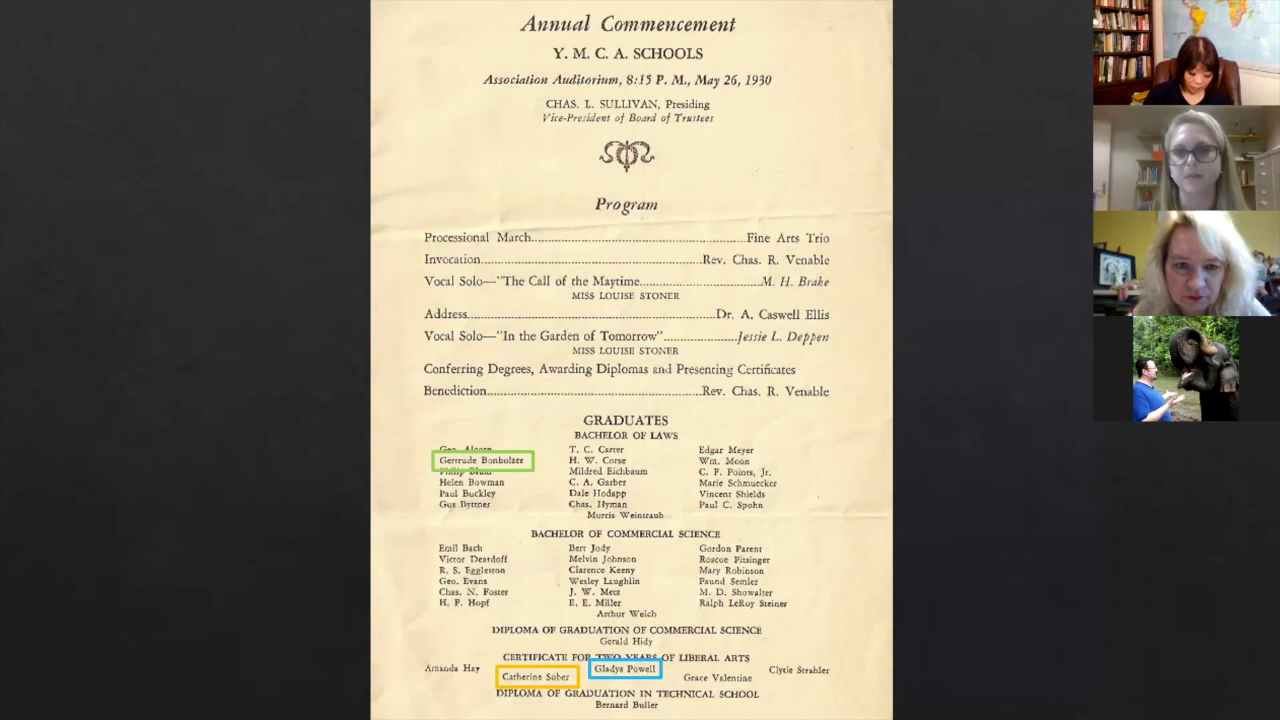 Annual Commencement
Y. M. C. A. SCHOOLS
Association Auditorium, 8:15 P. M., May 26, 1930
CHAS. L. SULLIVAN, Presiding
Vice-President of Board of Trustees
Program
Processional March Fine Arts Trio
Invocation Rev. Chas. R. Venable
Vocal Solo—"The Call of the Maytime M. H. Brake
MISS LOUISE STONER
Address Dr. A. Caswell Ellis
Vocal Solo—"In the Garden of Tomorrow" Jessie L. Deppen
MISS LOUISE STONER
Conferring Degrees, Awarding Diplomas and Presenting Certificates
Benediction Rev. Chas. R. Venable
GRADUATES
BACHELOR OF LAWS
Geo. Alcorn T. C. Carter Edgar Meyer
Gertrude Bonholzer H. W. Corse Wm. Moon
Philip Mildred Eichbaum C. F. Points, Jr.
Helen Bowman C. A. Garber Marie Schmuecker
Paul Buckley Dale Hodapp Vincent Shields
Gus Byttner Chas. Hyman Paul C. Spohn
Morris Weintraub
BACHELOR OF COMMERCIAL SCIENCE
Emil Bach Bert Jody Gordon Parent
Victor Deardoff Melvin Johnson Roscoe Pitsinger
R. S. Eggleston Clarence Keeny Mary Robinson
Geo. Evans Wesley Laughlin Faund Semler
Chas. N. Foster J. W. Metz M. D. Showalter
H. F. Hopf E. E. Miller Ralph LeRoy Steiner
Arthur Welch
DIPLOMA OF GRADUATION OF COMMERCIAL SCIENCE
Gerald Hidy
CERTIFICATE FOR TWO YEARS OF LIBERAL ARTS
Amanda Hay Catherine Suber Gladys Powell Grace Valentine Clytie Strahler
DIPLOMA OF GRADUATION IN TECHNICAL SCHOOL
Bernard Buller